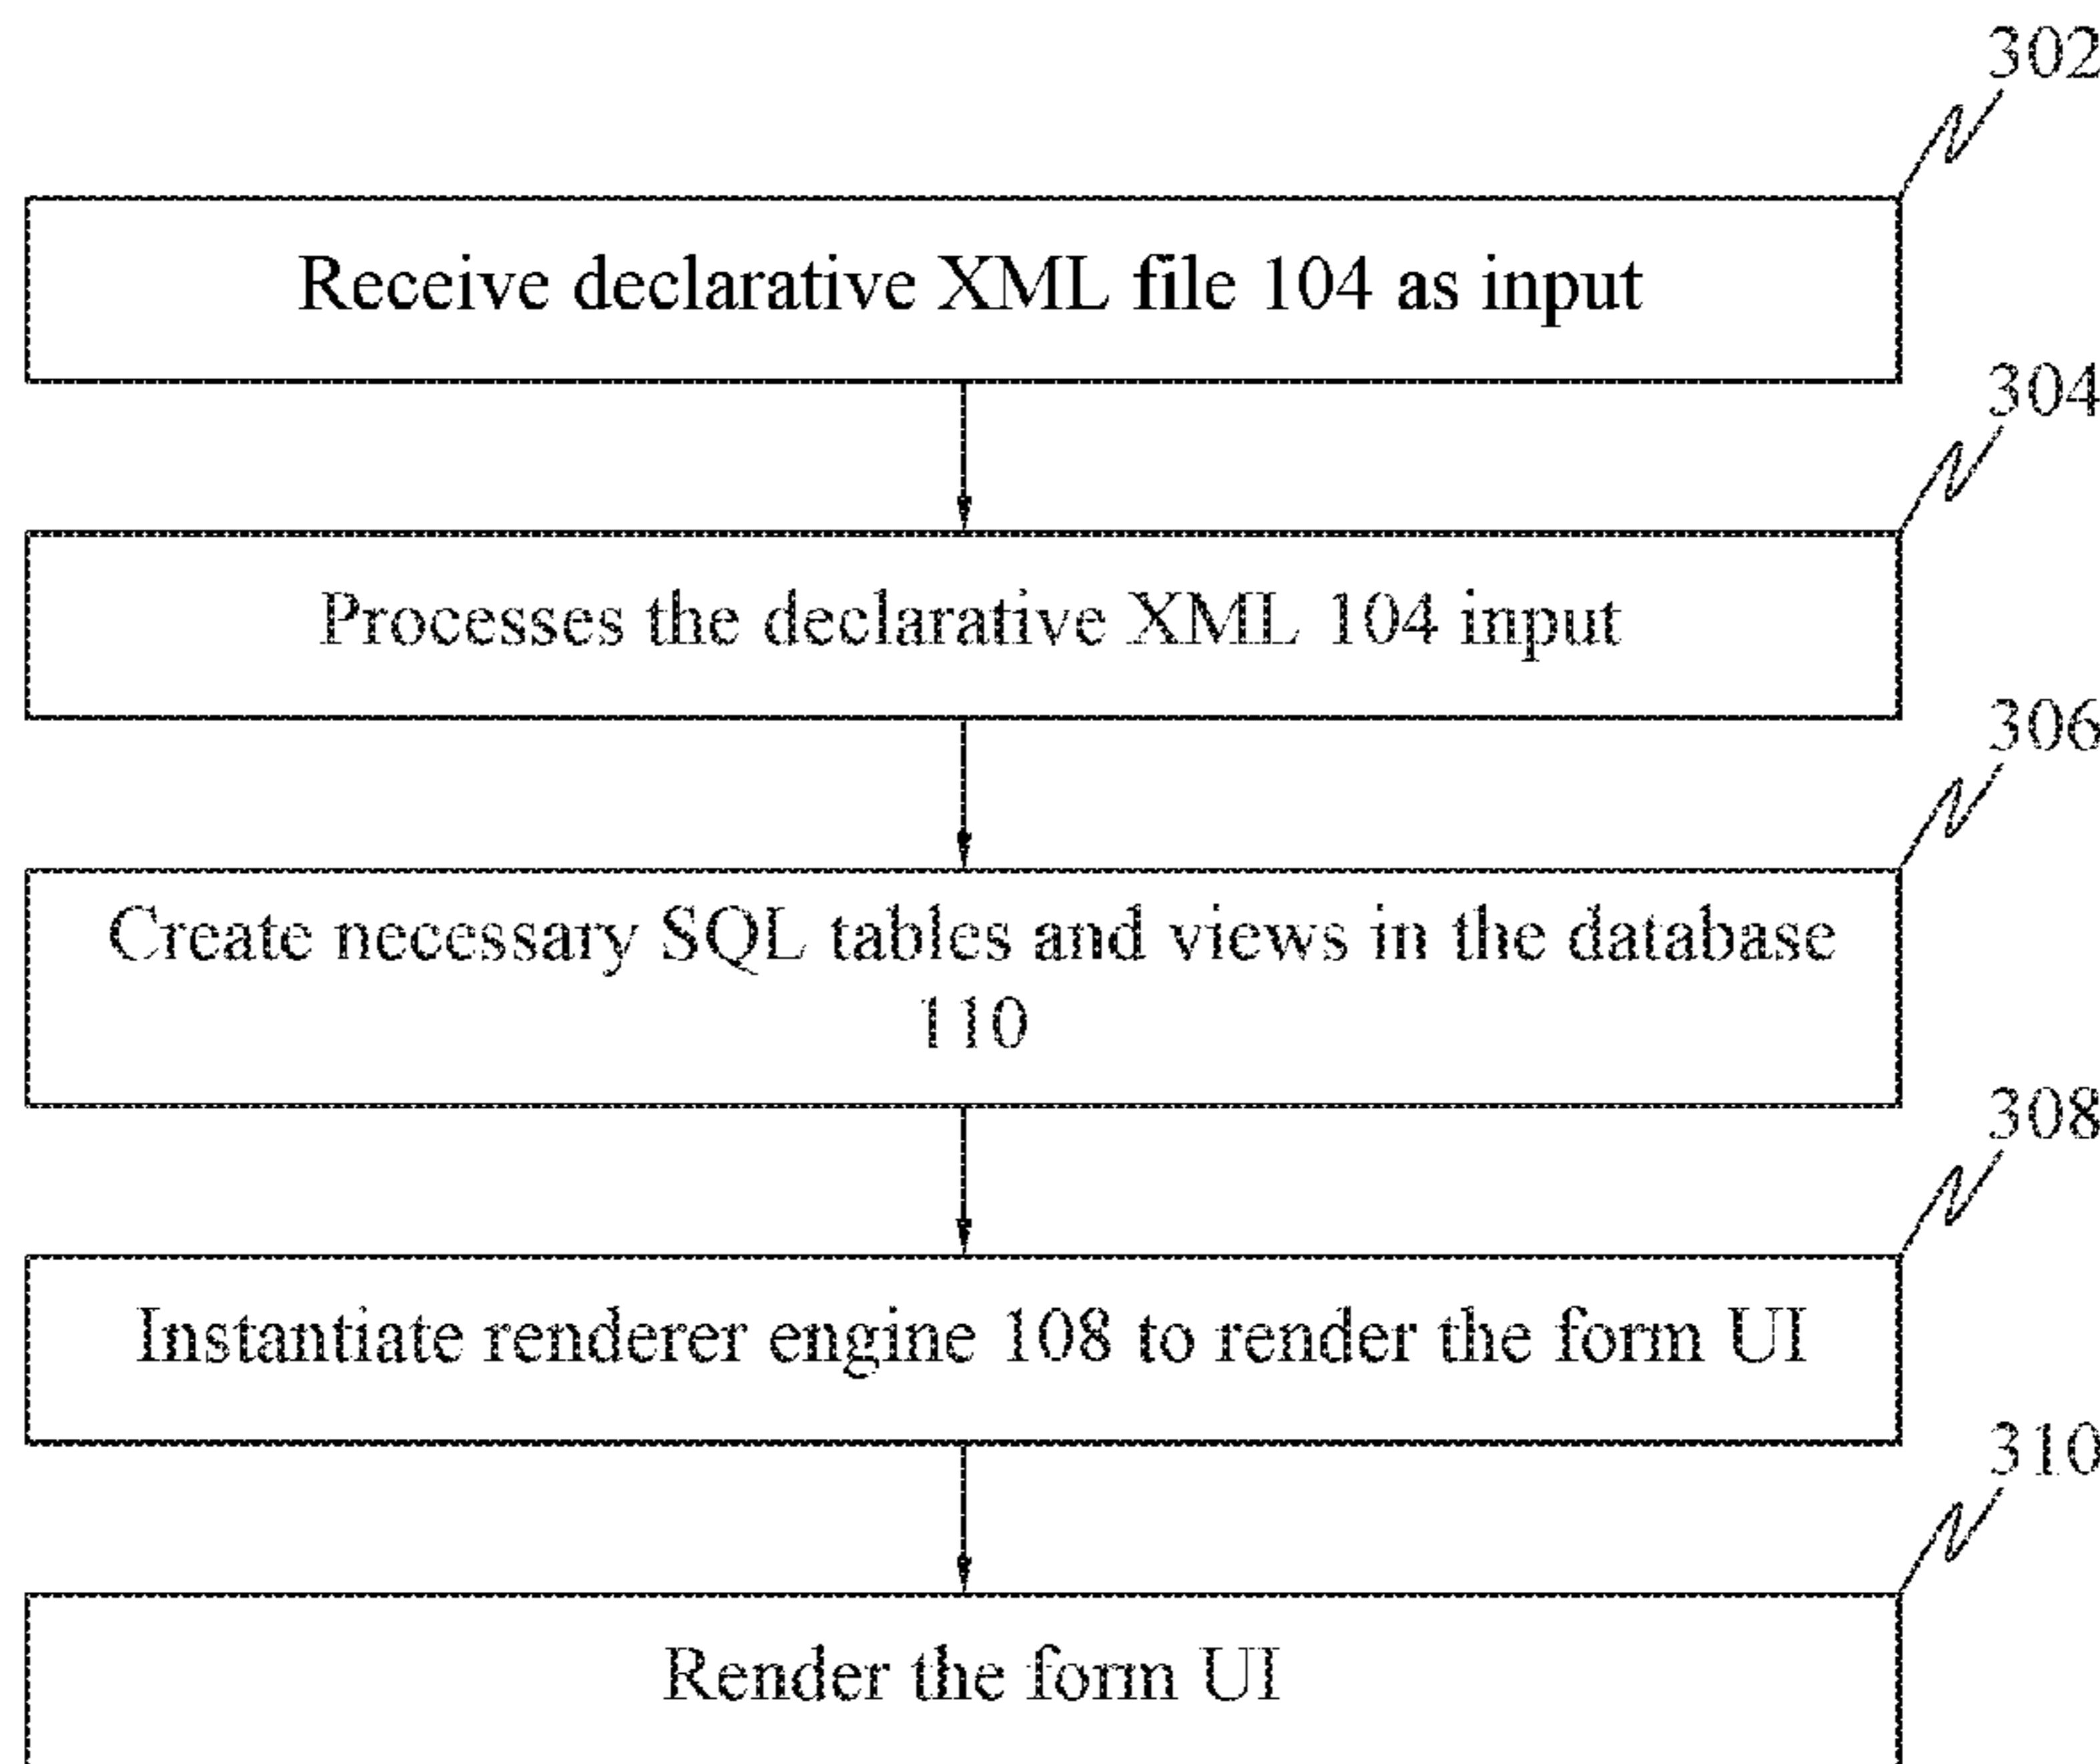 302
Receive declarative XML file 104 as input
304
Processes the declarative XML 104 input
306
Create necessary SQL tables and views in the database
110
308
Instantiate renderer engine 108 to render the form UI
310
Render the form UI